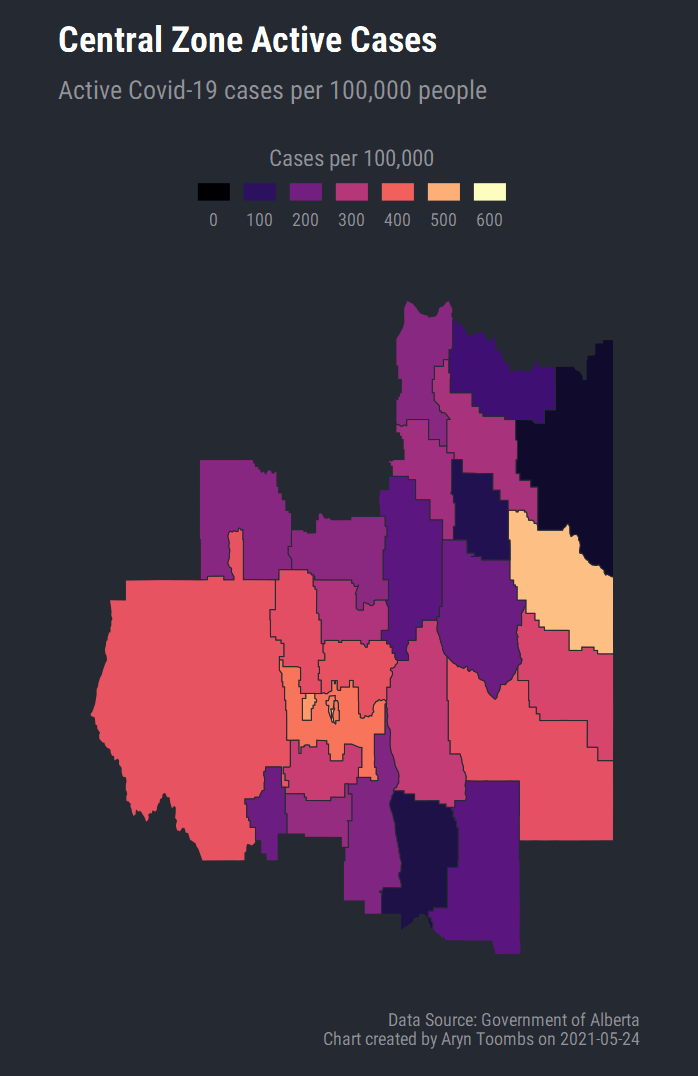 Central Zone Active Cases
Active Covid-19 cases per 100,000 people
Cases per 100,000
0 100 200 300 400 500 600
Data Source: Government of Alberta
Chart created by Aryn Toombs on 2021-05-24